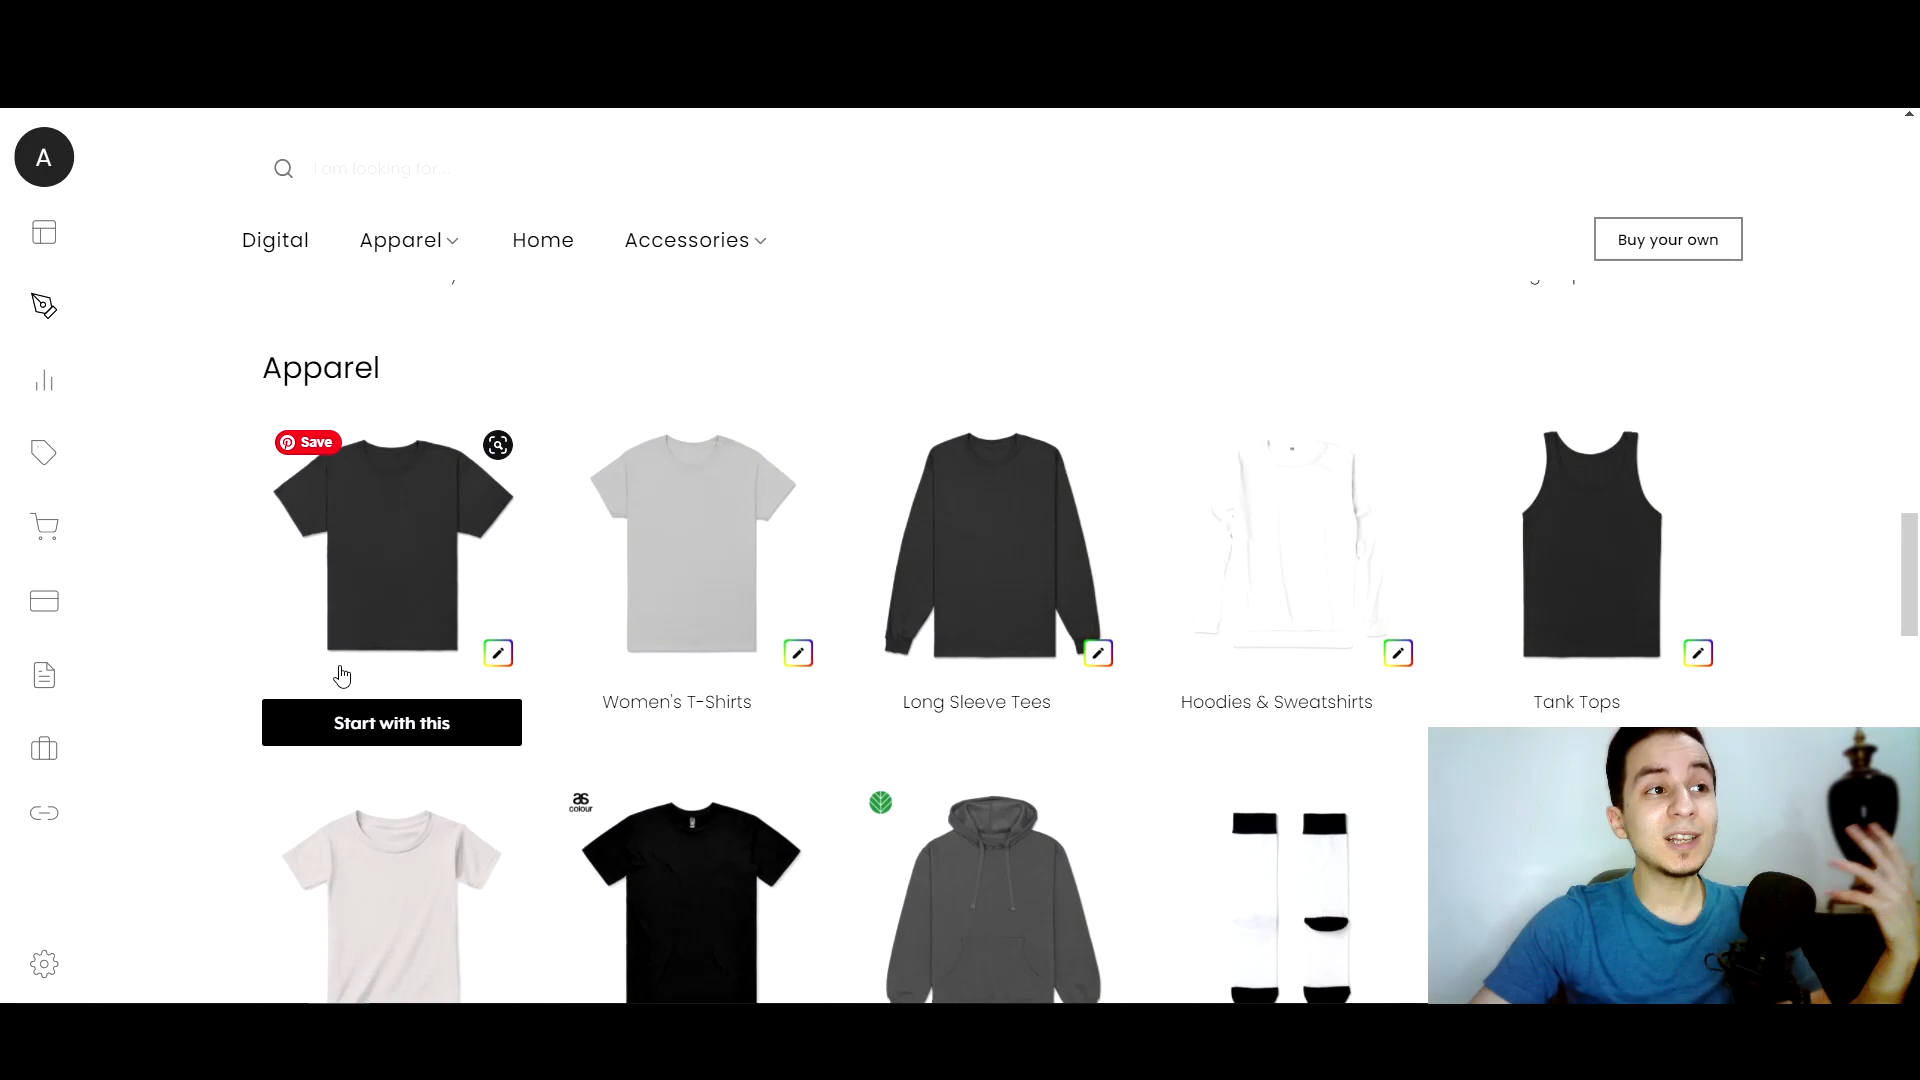 A
I am looking for...
Digital
Apparel
Home
Accessories
Buy your own
Apparel
Save
Start with this
Women's T-Shirts
Long Sleeve Tees
Hoodies & Sweatshirts
Tank Tops
as
colour